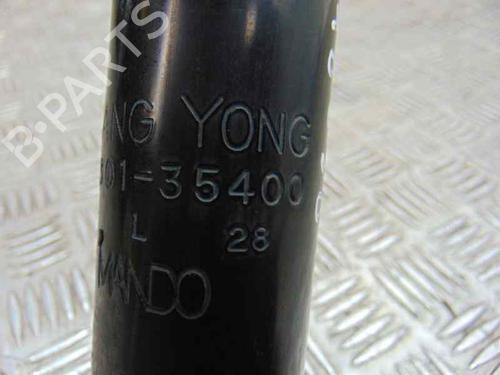 B-PARTS
NG YONG
01-35400
L 28
MANDO